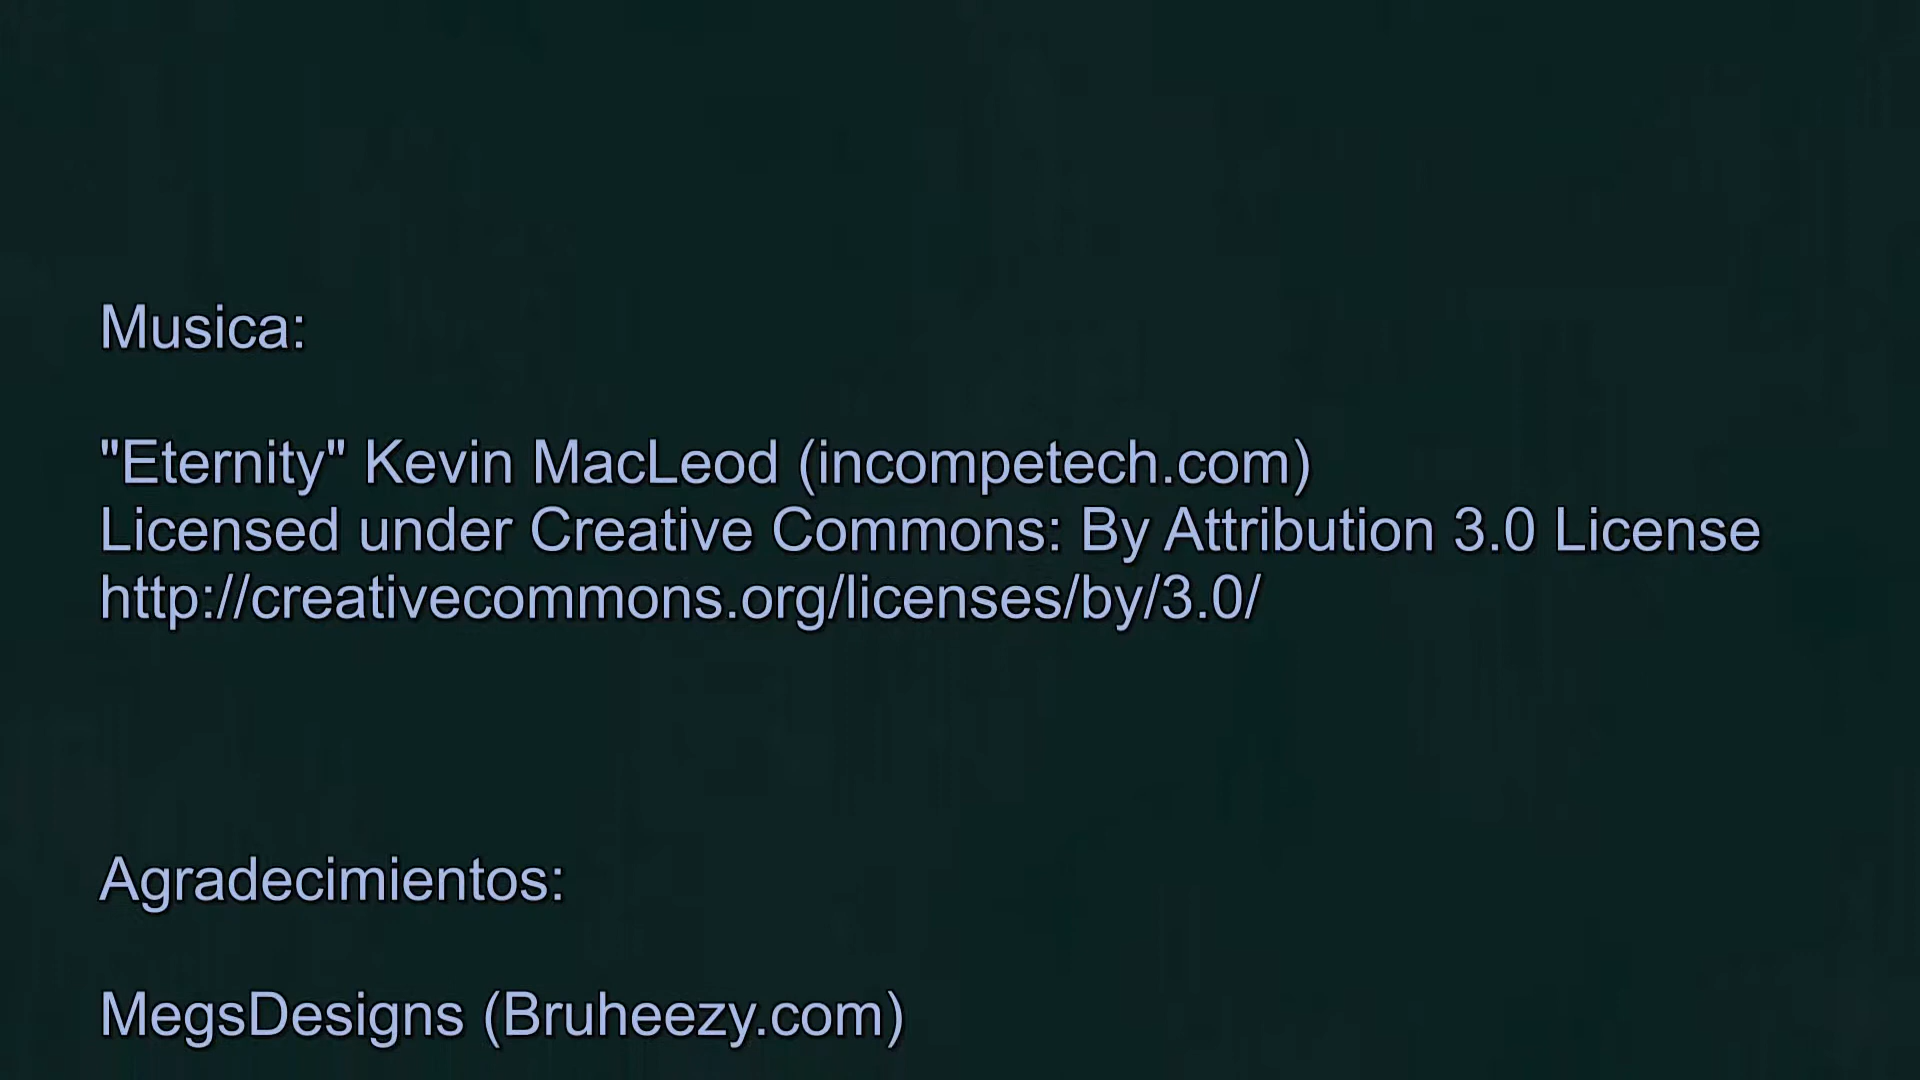 Musica:
"Eternity" Kevin MacLeod (incompetech.com)
Licensed under Creative Commons: By Attribution 3.0 License
http://creativecommons.org/licenses/by/3.0/
Agradecimientos:
MegsDesigns (Bruheezy.com)